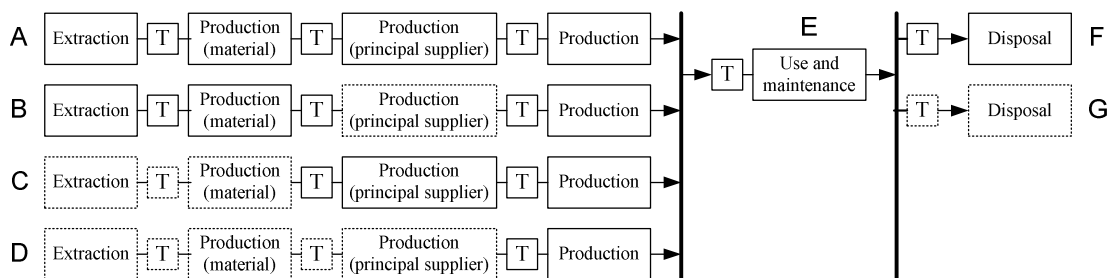 E
A Extraction T Production (material) T Production (principal supplier) T Production
T Use and maintenance
T Disposal F
B Extraction T Production (material) T Production (principal supplier) T Production
T Disposal G
C Extraction T Production (material) T Production (principal supplier) T Production
D Extraction T Production (material) T Production (principal supplier) T Production